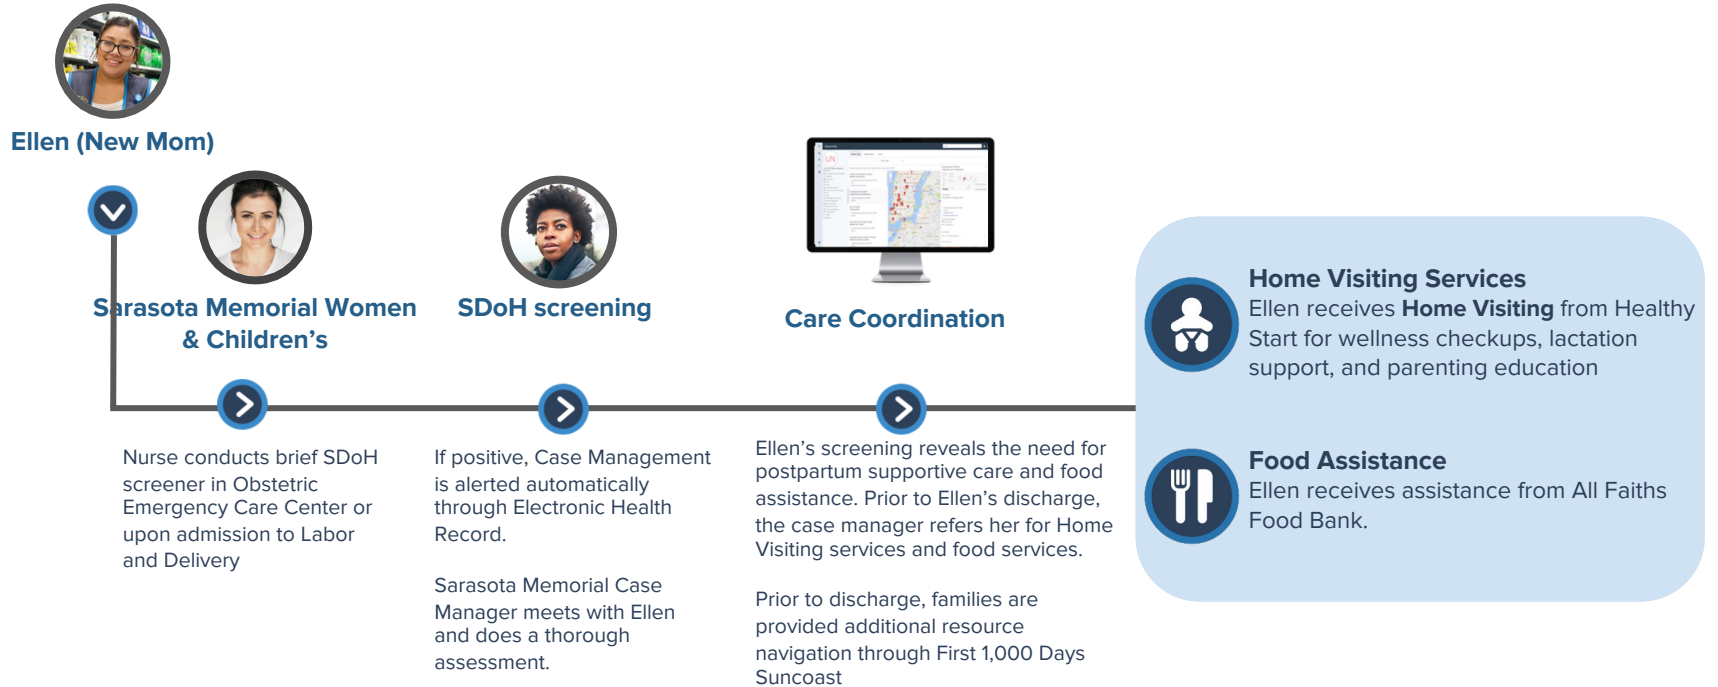 Ellen (New Mom)
Sarasota Memorial Women
& Children's
Nurse conducts brief SDoH
screener in Obstetric
Emergency Care Center or
upon admission to Labor
and Delivery
SDoH screening
If positive, Case Management
is alerted automatically
through Electronic Health
Record.
Sarasota Memorial Case
Manager meets with Ellen
and does a thorough
assessment.
UN
Care Coordination
Ellen’s screening reveals the need for
postpartum supportive care and food
assistance. Prior to Ellen’s discharge,
the case manager refers her for Home
Visiting services and food services.
Prior to discharge, families are
provided additional resource
navigation through First 1,000 Days
Suncoast
Home Visiting Services
Ellen receives Home Visiting from Healthy
Start for wellness checkups, lactation
support, and parenting education
Food Assistance
Ellen receives assistance from All Faiths
Food Bank.